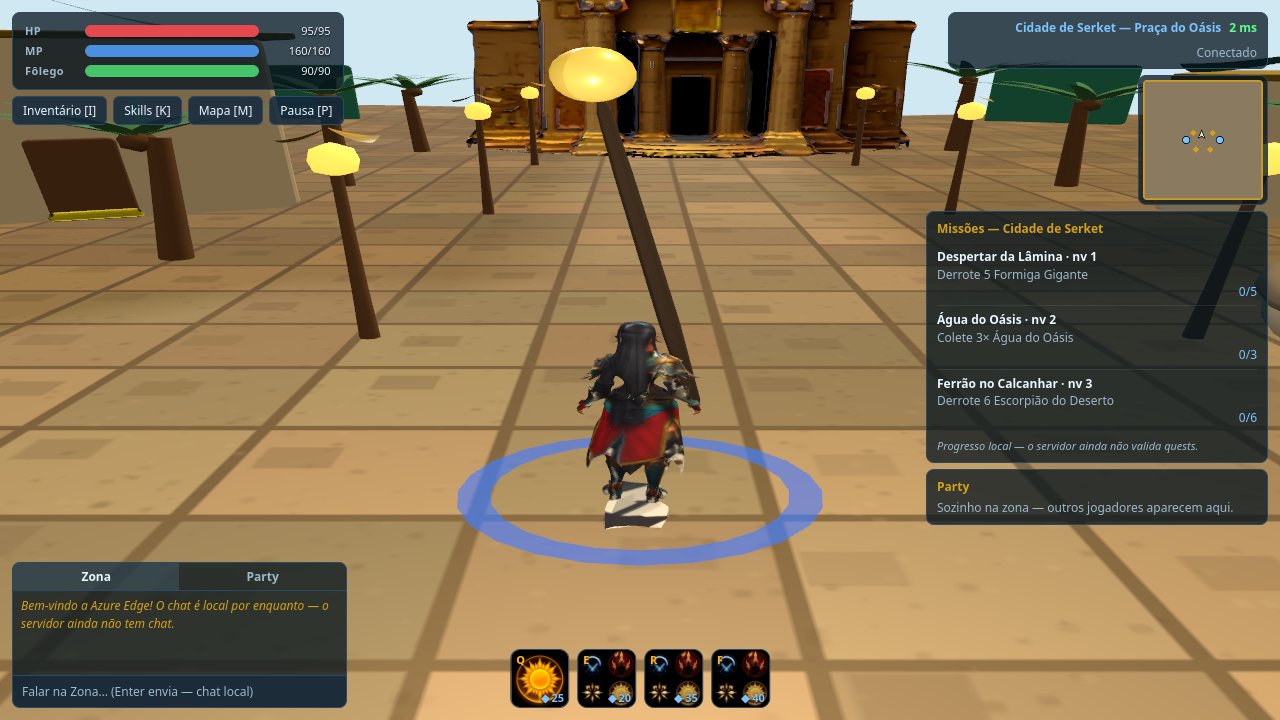 HP 95/95
MP 160/160
Fôlego 90/90
Inventário [I] Skills [K] Mapa [M] Pausa [P]
Cidade de Serket — Praça do Oásis 2 ms
Conectado
Missões — Cidade de Serket
Despertar da Lâmina · nv 1
Derrote 5 Formiga Gigante
0/5
Água do Oásis · nv 2
Colete 3× Água do Oásis
0/3
Ferrão no Calcanhar · nv 3
Derrote 6 Escorpião do Deserto
0/6
Progresso local — o servidor ainda não valida quests.
Party
Sozinho na zona — outros jogadores aparecem aqui.
Zona Party
Bem-vindo a Azure Edge! O chat é local por enquanto — o
servidor ainda não tem chat.
Falar na Zona... (Enter envia — chat local)
Q E R F
25 20 35 40